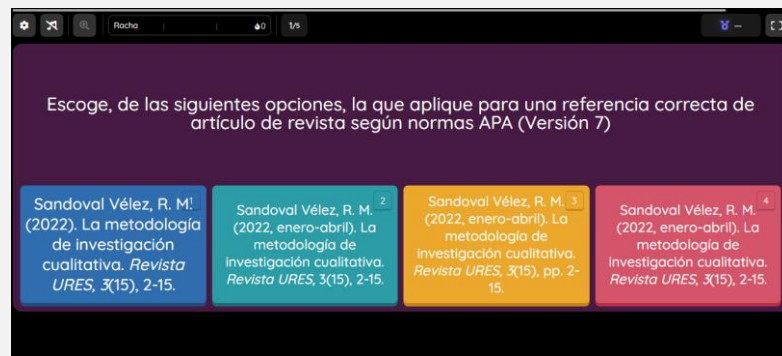 Racha
0
1/5
Escoge, de las siguientes opciones, la que aplique para una referencia correcta de
artículo de revista según normas APA (Versión 7)
Sandoval Vélez, R. M.
(2022). La metodología
de investigación
cualitativa. Revista
URES, 3(15), 2-15.
2
Sandoval Vélez, R. M.
(2022, enero-abril). La
metodología de
investigación cualitativa.
Revista URES, 3(15), 2-15.
3
Sandoval Vélez, R. M.
(2022, enero-abril). La
metodología de
investigación cualitativa.
Revista URES, 3(15), pp. 2-
15.
4
Sandoval Vélez, R. M.
(2022, enero-abril). La
metodología de
investigación cualitativa.
Revista URES, 3(15), 2-15.